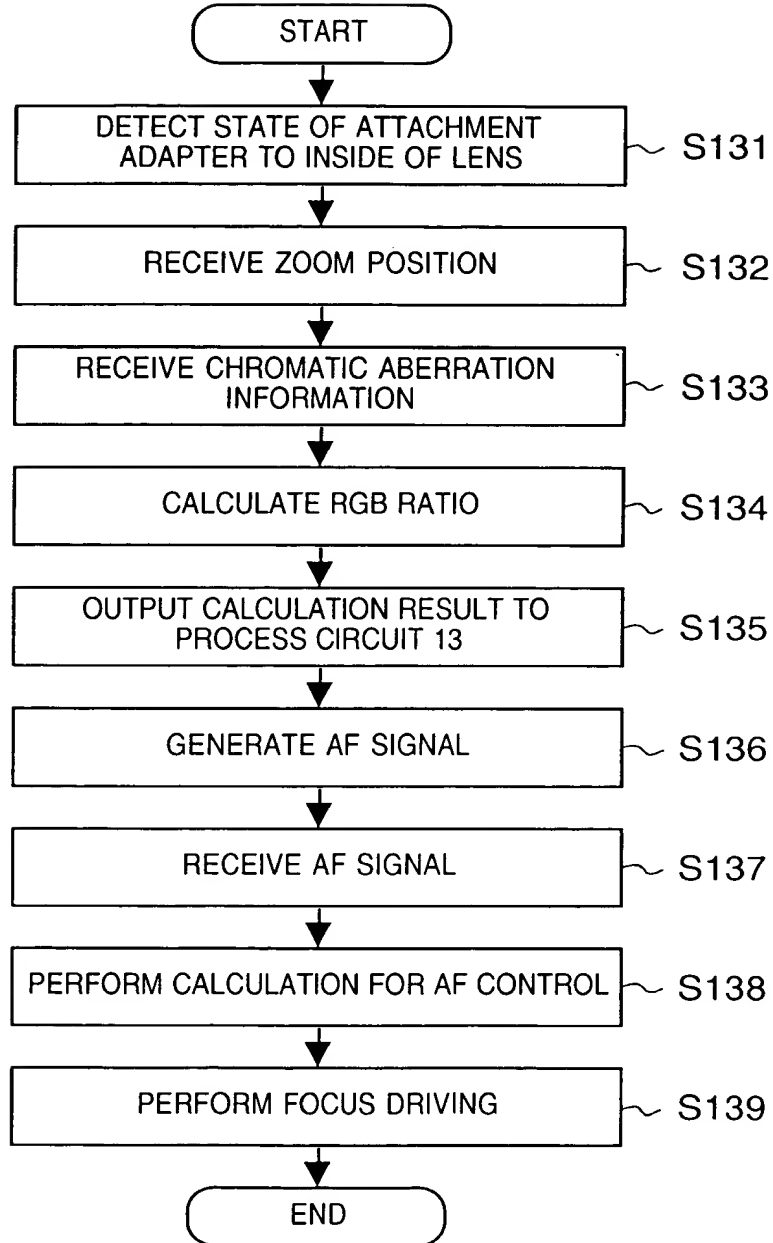 START
DETECT STATE OF ATTACHMENT
ADAPTER TO INSIDE OF LENS
S131
RECEIVE ZOOM POSITION
S132
RECEIVE CHROMATIC ABERRATION
INFORMATION
S133
CALCULATE RGB RATIO
S134
OUTPUT CALCULATION RESULT TO
PROCESS CIRCUIT 13
S135
GENERATE AF SIGNAL
S136
RECEIVE AF SIGNAL
S137
PERFORM CALCULATION FOR AF CONTROL
S138
PERFORM FOCUS DRIVING
S139
END